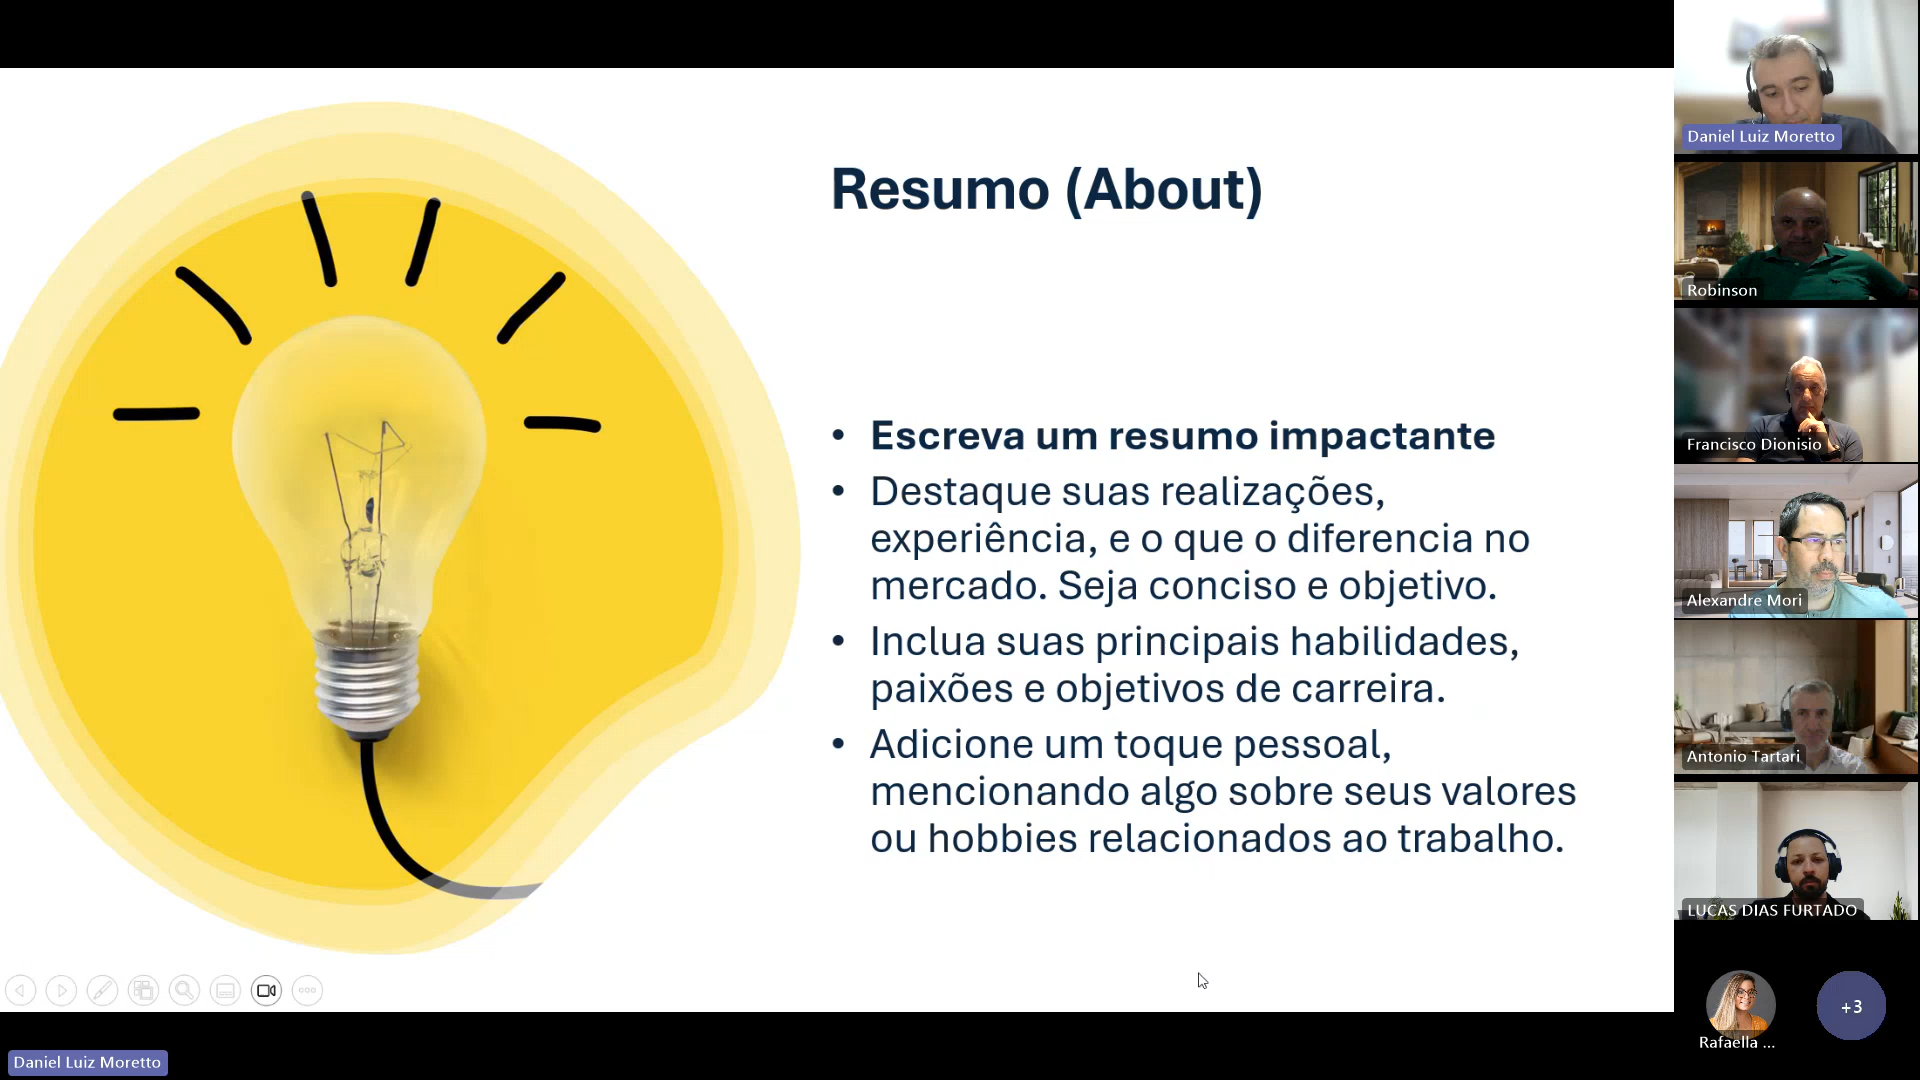 Resumo (About)
• Escreva um resumo impactante
• Destaque suas realizações,
experiência, e o que o diferencia no
mercado. Seja conciso e objetivo.
• Inclua suas principais habilidades,
paixões e objetivos de carreira.
• Adicione um toque pessoal,
mencionando algo sobre seus valores
ou hobbies relacionados ao trabalho.
Daniel Luiz Moretto
Robinson
Francisco Dionisio
Alexandre Mori
Antonio Tartari
LUCAS DIAS FURTADO
Rafaella ...
+3
Daniel Luiz Moretto